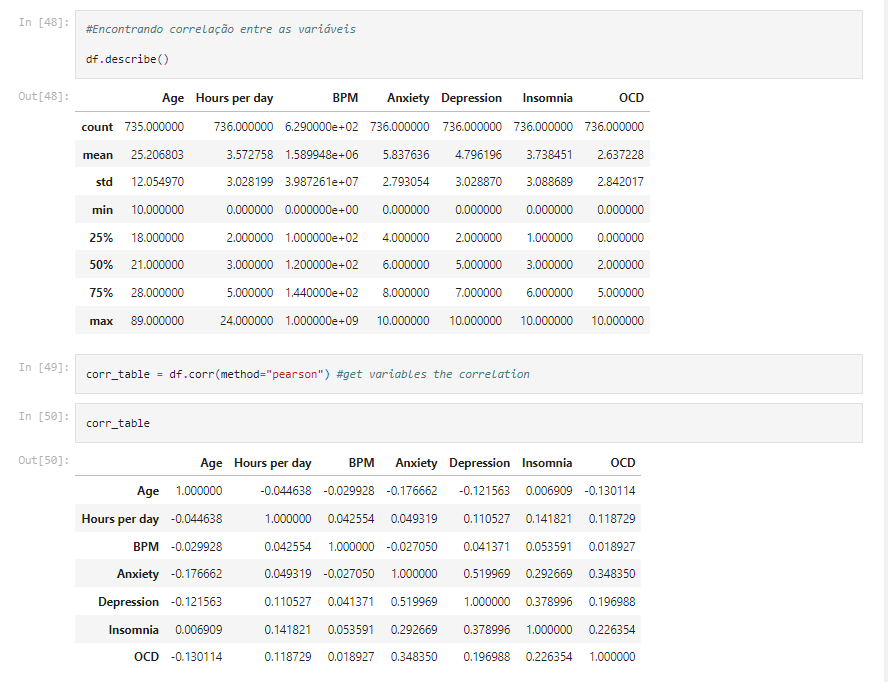 In [48]:
#Encontrando correlação entre as variáveis
df.describe()
Out[48]:
Age Hours per day BPM Anxiety Depression Insomnia OCD
count 735.000000 736.000000 6.290000e+02 736.000000 736.000000 736.000000 736.000000
mean 25.206803 3.572758 1.589948e+06 5.837636 4.796196 3.738451 2.637228
std 12.054970 3.028199 3.987261e+07 2.793054 3.028870 3.088689 2.842017
min 10.000000 0.000000 0.000000e+00 0.000000 0.000000 0.000000 0.000000
25% 18.000000 2.000000 1.000000e+02 4.000000 2.000000 1.000000 0.000000
50% 21.000000 3.000000 1.200000e+02 6.000000 5.000000 3.000000 2.000000
75% 28.000000 5.000000 1.440000e+02 8.000000 7.000000 6.000000 5.000000
max 89.000000 24.000000 1.000000e+09 10.000000 10.000000 10.000000 10.000000
In [49]:
corr_table = df.corr(method="pearson") #get variables the correlation
In [50]:
corr_table
Out[50]:
Age Hours per day BPM Anxiety Depression Insomnia OCD
Age 1.000000 -0.044638 -0.029928 -0.176662 -0.121563 0.006909 -0.130114
Hours per day -0.044638 1.000000 0.042554 0.049319 0.110527 0.141821 0.118729
BPM -0.029928 0.042554 1.000000 -0.027050 0.041371 0.053591 0.018927
Anxiety -0.176662 0.049319 -0.027050 1.000000 0.519969 0.292669 0.348350
Depression -0.121563 0.110527 0.041371 0.519969 1.000000 0.378996 0.196988
Insomnia 0.006909 0.141821 0.053591 0.292669 0.378996 1.000000 0.226354
OCD -0.130114 0.118729 0.018927 0.348350 0.196988 0.226354 1.000000